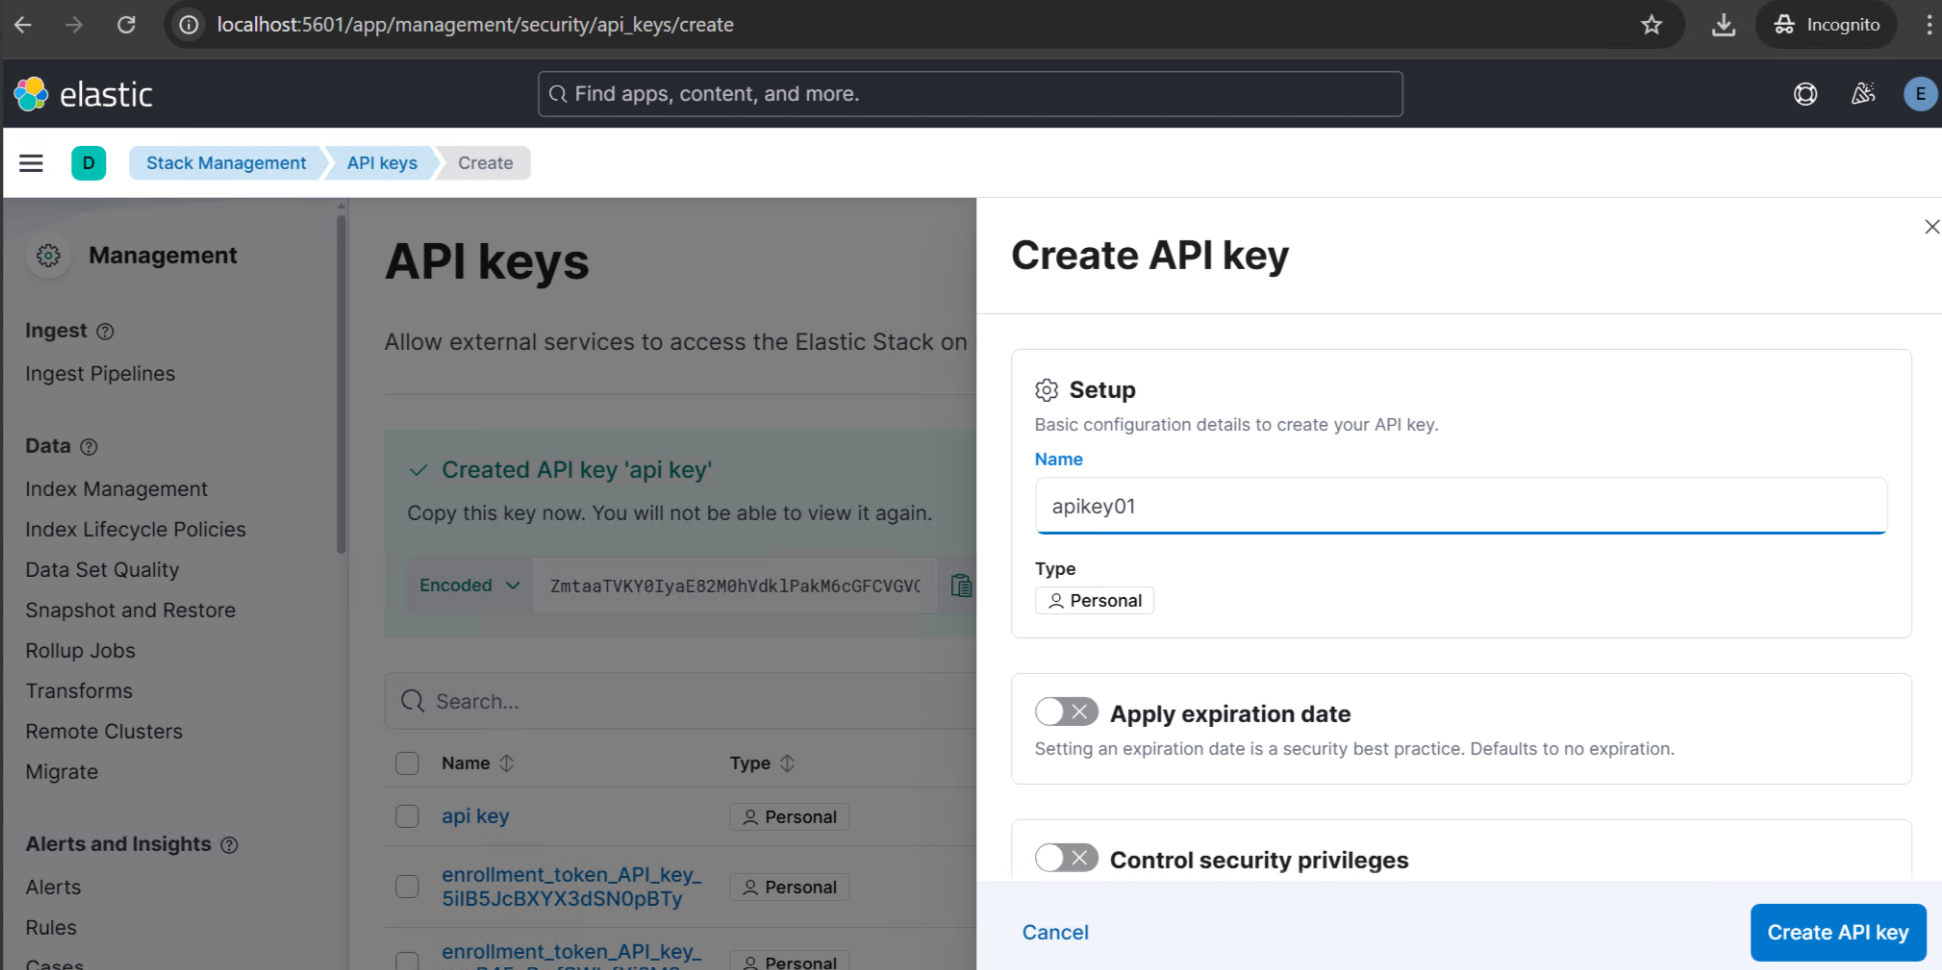 localhost:5601/app/management/security/api_keys/create
Incognito
elastic
Find apps, content, and more.
E
D
Stack Management
API keys
Create
Management
Ingest
Ingest Pipelines
Data
Index Management
Index Lifecycle Policies
Data Set Quality
Snapshot and Restore
Rollup Jobs
Transforms
Remote Clusters
Migrate
Alerts and Insights
Alerts
Rules
Cases
API keys
Allow external services to access the Elastic Stack on
Created API key 'api key'
Copy this key now. You will not be able to view it again.
Encoded
ZmtaaTVKY0IyaE82M0hVdklPakM6cGFCVGVC
Search...
Name
Type
api key
Personal
enrollment_token_API_key_
5iIB5JcBXYX3dSN0pBTy
Personal
enrollment_token_API_key_
Personal
Create API key
Setup
Basic configuration details to create your API key.
Name
apikey01
Type
Personal
Apply expiration date
Setting an expiration date is a security best practice. Defaults to no expiration.
Control security privileges
Cancel
Create API key